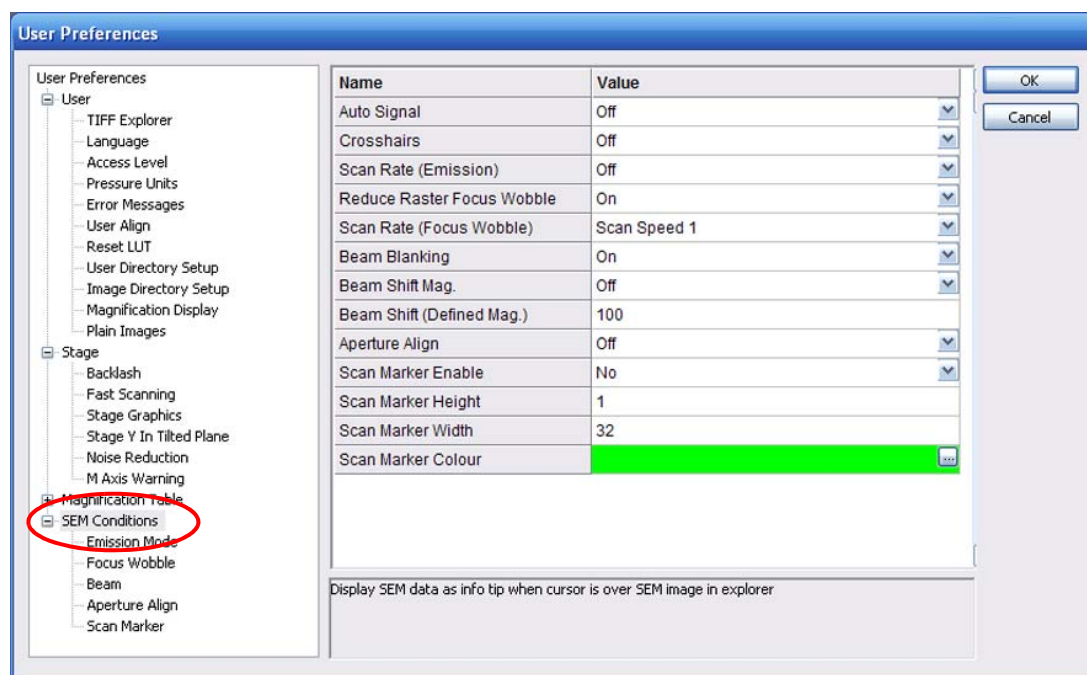 User Preferences
User Preferences
User
TIFF Explorer
Language
Access Level
Pressure Units
Error Messages
User Align
Reset LUT
User Directory Setup
Image Directory Setup
Magnification Display
Plain Images
Stage
Backlash
Fast Scanning
Stage Graphics
Stage Y In Tilted Plane
Noise Reduction
M Axis Warning
Magnification Table
SEM Conditions
Emission Mode
Focus Wobble
Beam
Aperture Align
Scan Marker
Name Value
Auto Signal Off
Crosshairs Off
Scan Rate (Emission) Off
Reduce Raster Focus Wobble On
Scan Rate (Focus Wobble) Scan Speed 1
Beam Blanking On
Beam Shift Mag. Off
Beam Shift (Defined Mag.) 100
Aperture Align Off
Scan Marker Enable No
Scan Marker Height 1
Scan Marker Width 32
Scan Marker Colour ...
Display SEM data as info tip when cursor is over SEM image in explorer
OK
Cancel